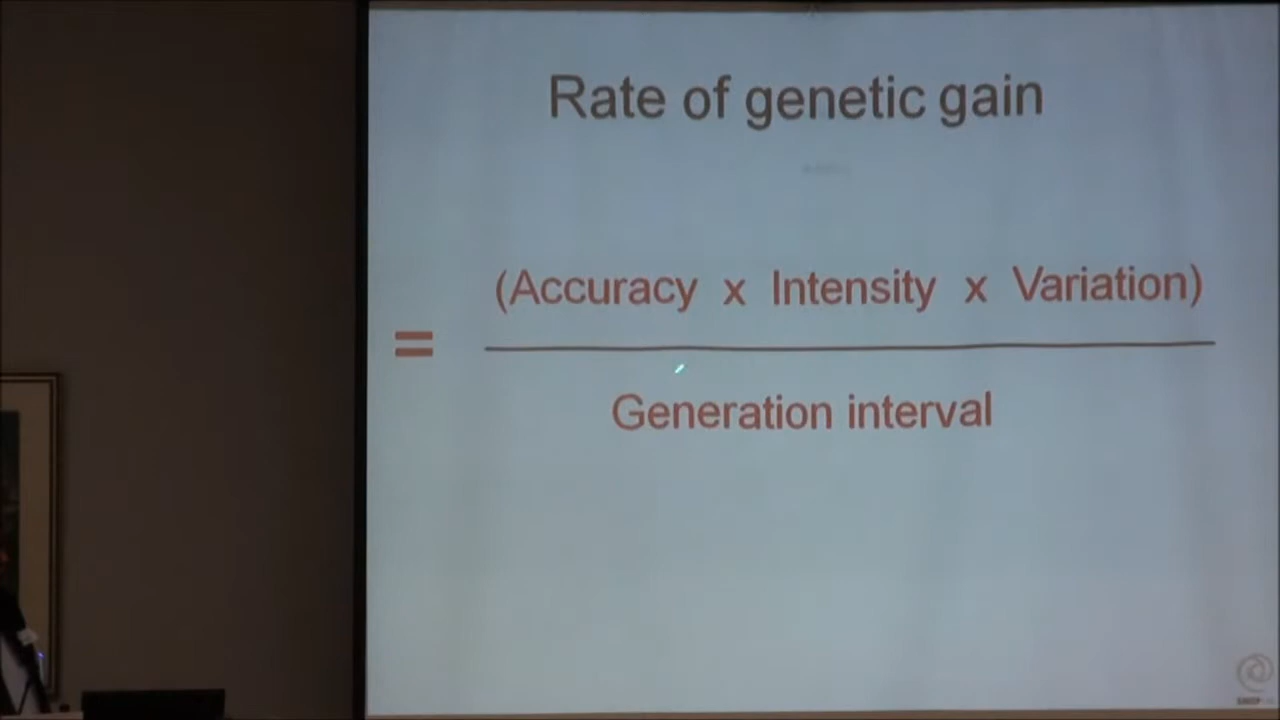 Rate of genetic gain
(Accuracy x Intensity x Variation)
=
Generation interval